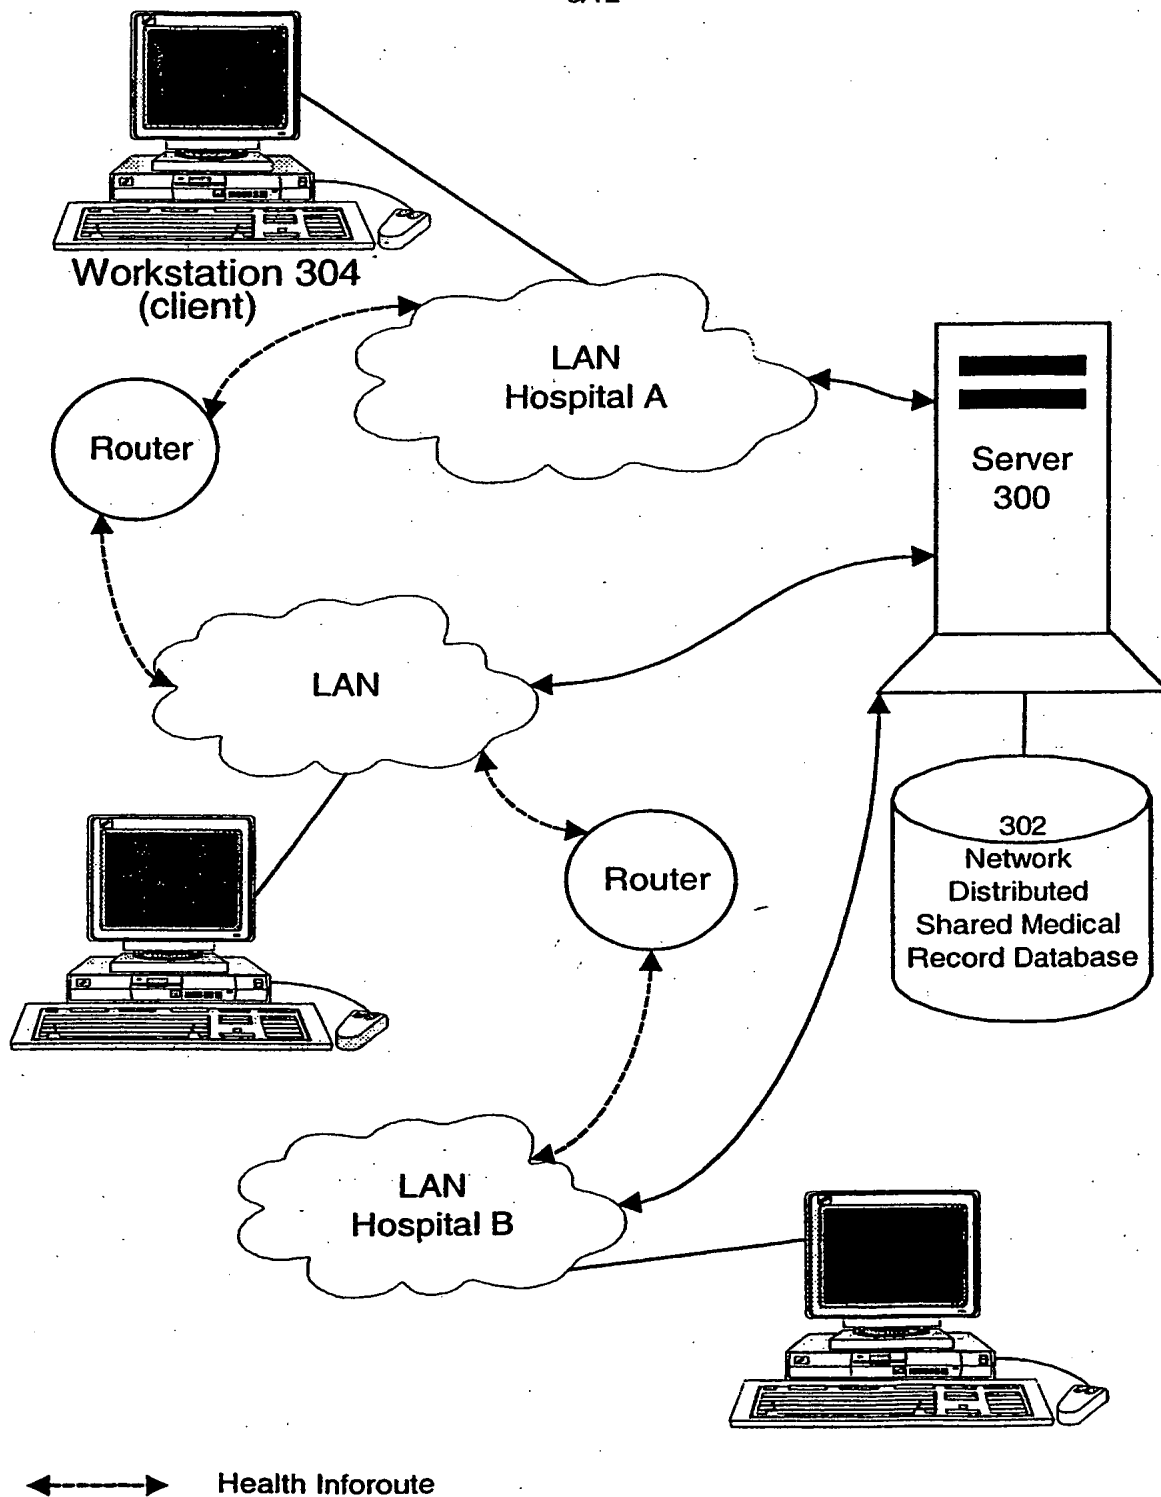 Workstation 304
(client)
LAN
Hospital A
Router
Server
300
LAN
302
Network
Distributed
Shared Medical
Record Database
Router
LAN
Hospital B
Health Inforoute